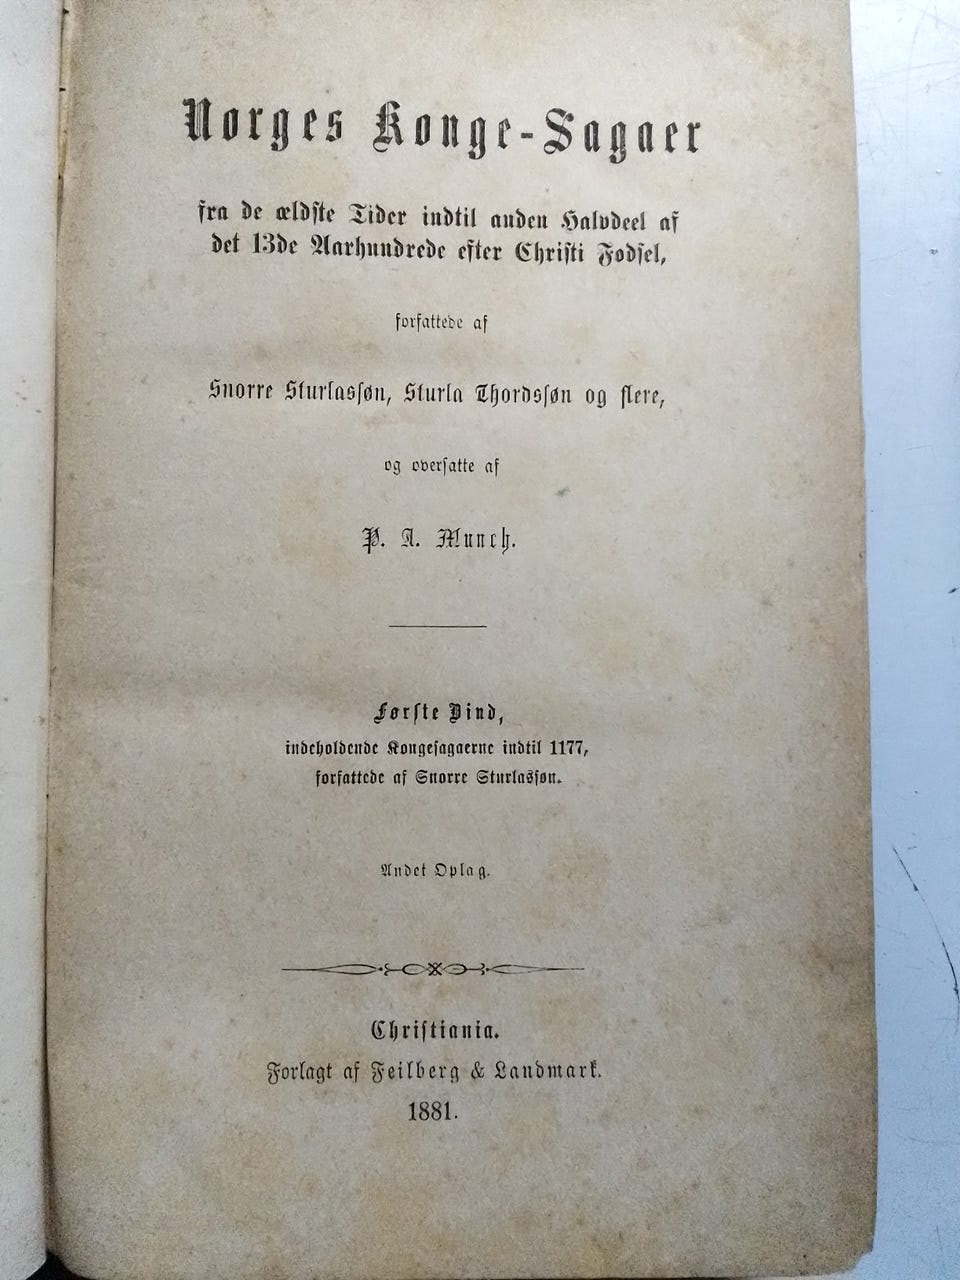 Norges Konge-Sagaer
fra de ældste Tider indtil anden Halvdeel af
det 13de Aarhundrede efter Christi Fødsel,
forfattede af
Snorre Sturlassøn, Sturla Thordssøn og flere,
og oversatte af
P. A. Munch.
Første Bind,
indeholdende Kongesagaerne indtil 1177,
forfattede af Snorre Sturlassøn.
Andet Oplag.
Christiania.
Forlagt af Feilberg & Landmark.
1881.